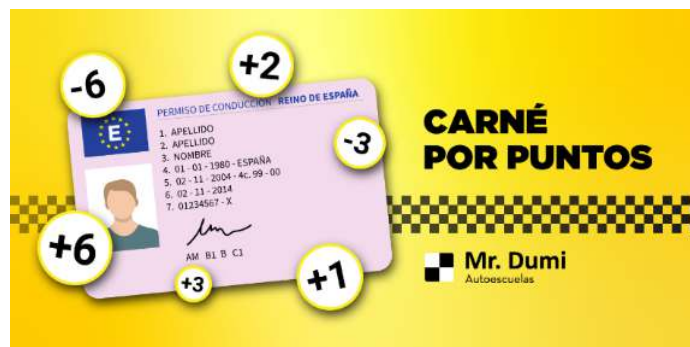 -6
+2
PERMISO DE CONDUCCIÓN REINO DE ESPAÑA
E
1. APELLIDO
2. APELLIDO
3. NOMBRE
4. 01 - 01 - 1980 - ESPAÑA
5. 02 - 11 - 2004 - 4c. 99 - 00
6. 02 - 11 - 2014
7. 01234567 - X
-3
+6
AM B1 B C1
+3
+1
CARNÉ
POR PUNTOS
Mr. Dumi
Autoescuelas